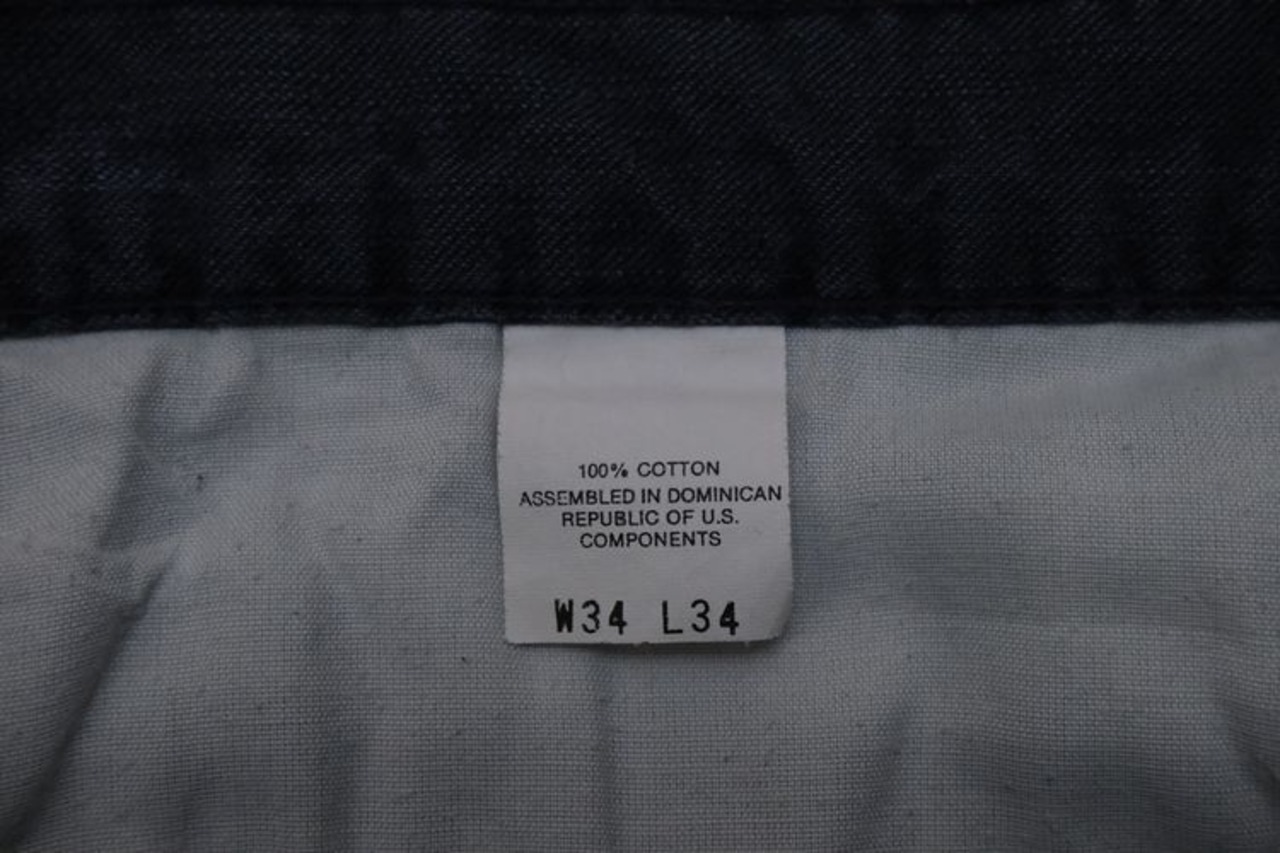 100% COTTON
ASSEMBLED IN DOMINICAN
REPUBLIC OF U.S.
COMPONENTS
W34 L34